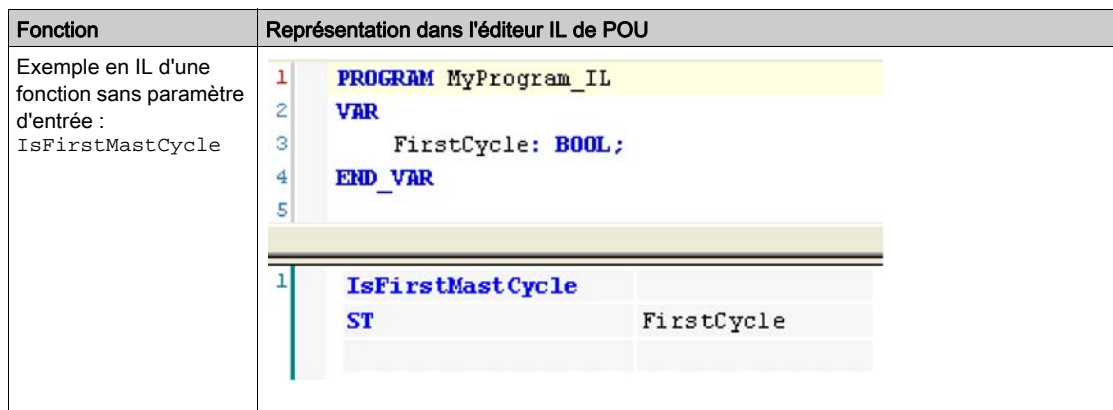 Fonction Représentation dans l'éditeur IL de POU
Exemple en IL d'une
fonction sans paramètre
d'entrée :
IsFirstMastCycle
1 PROGRAM MyProgram_IL
2 VAR
3 FirstCycle: BOOL;
4 END_VAR
5
1 IsFirstMastCycle
ST FirstCycle